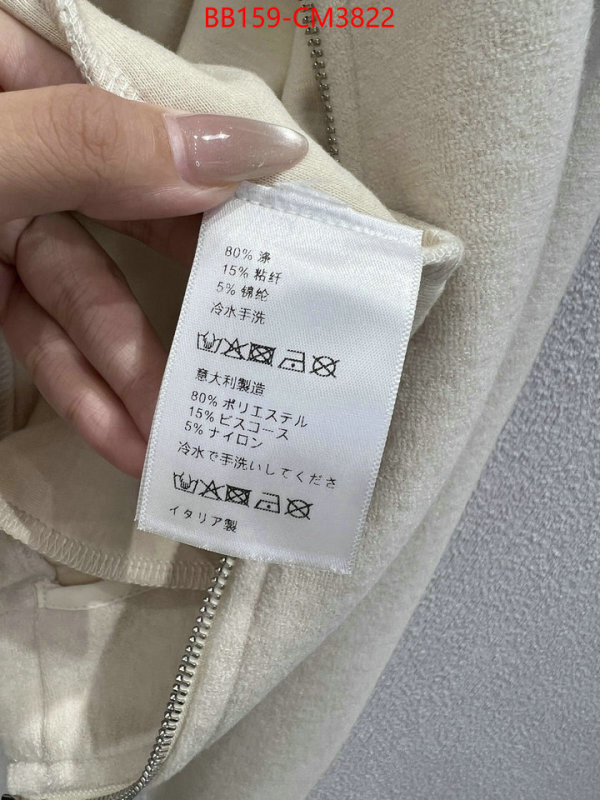 BB159-CM3822
80% 涤
15% 粘纤
5% 锦纶
冷水手洗
意大利製造
80% ポリエステル
15% ビスコース
5% ナイロン
冷水で手洗いしてくださ
イタリア製